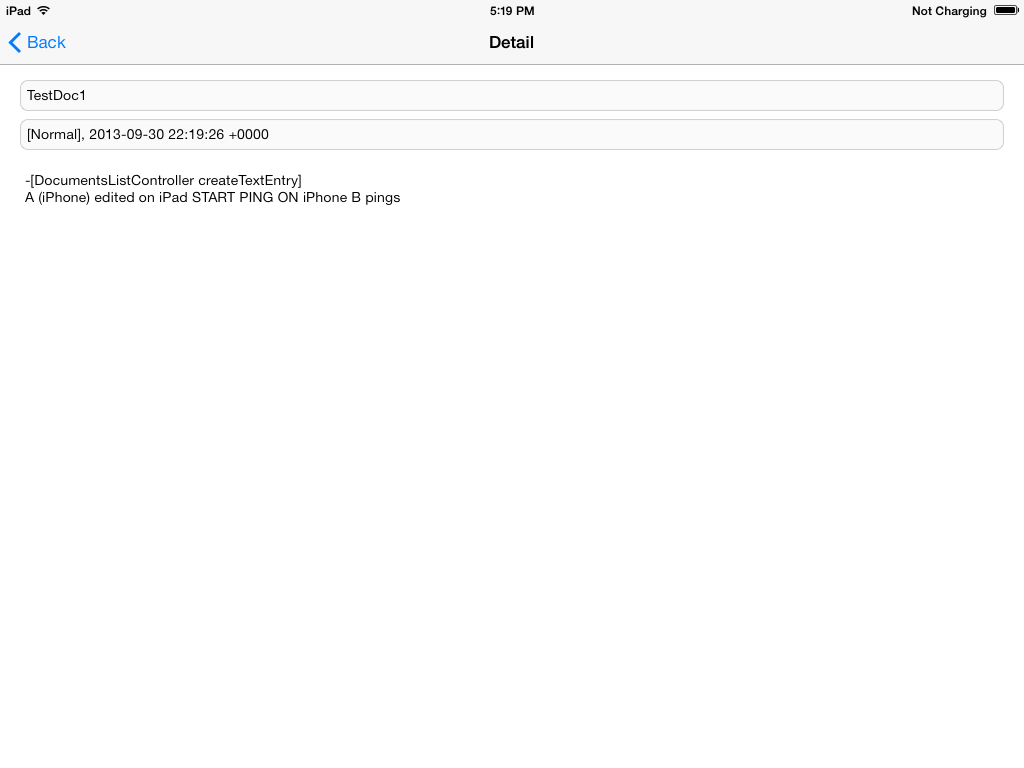 iPad 5:19 PM Not Charging
Back Detail
TestDoc1
[Normal], 2013-09-30 22:19:26 +0000
-[DocumentsListController createTextEntry]
A (iPhone) edited on iPad START PING ON iPhone B pings